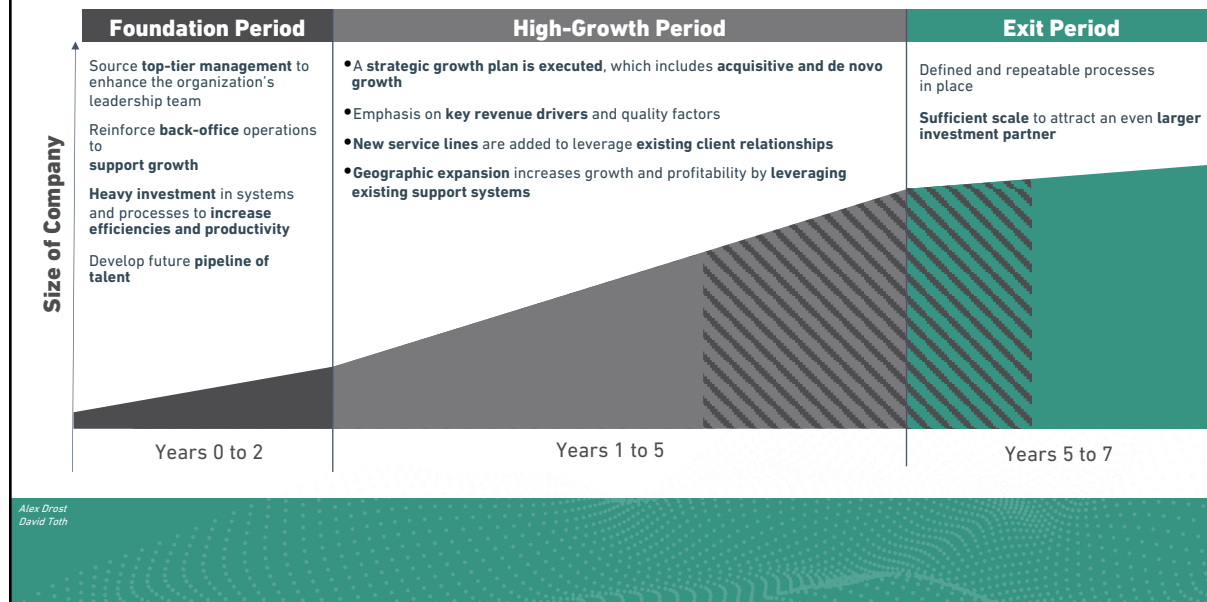 Foundation Period
High-Growth Period
Exit Period
Size of Company
Source top-tier management to
enhance the organization's
leadership team
Reinforce back-office operations
to
support growth
Heavy investment in systems
and processes to increase
efficiencies and productivity
Develop future pipeline of
talent
•A strategic growth plan is executed, which includes acquisitive and de novo
growth
•Emphasis on key revenue drivers and quality factors
•New service lines are added to leverage existing client relationships
•Geographic expansion increases growth and profitability by leveraging
existing support systems
Defined and repeatable processes
in place
Sufficient scale to attract an even larger
investment partner
Years 0 to 2
Years 1 to 5
Years 5 to 7
Alex Drost
David Toth